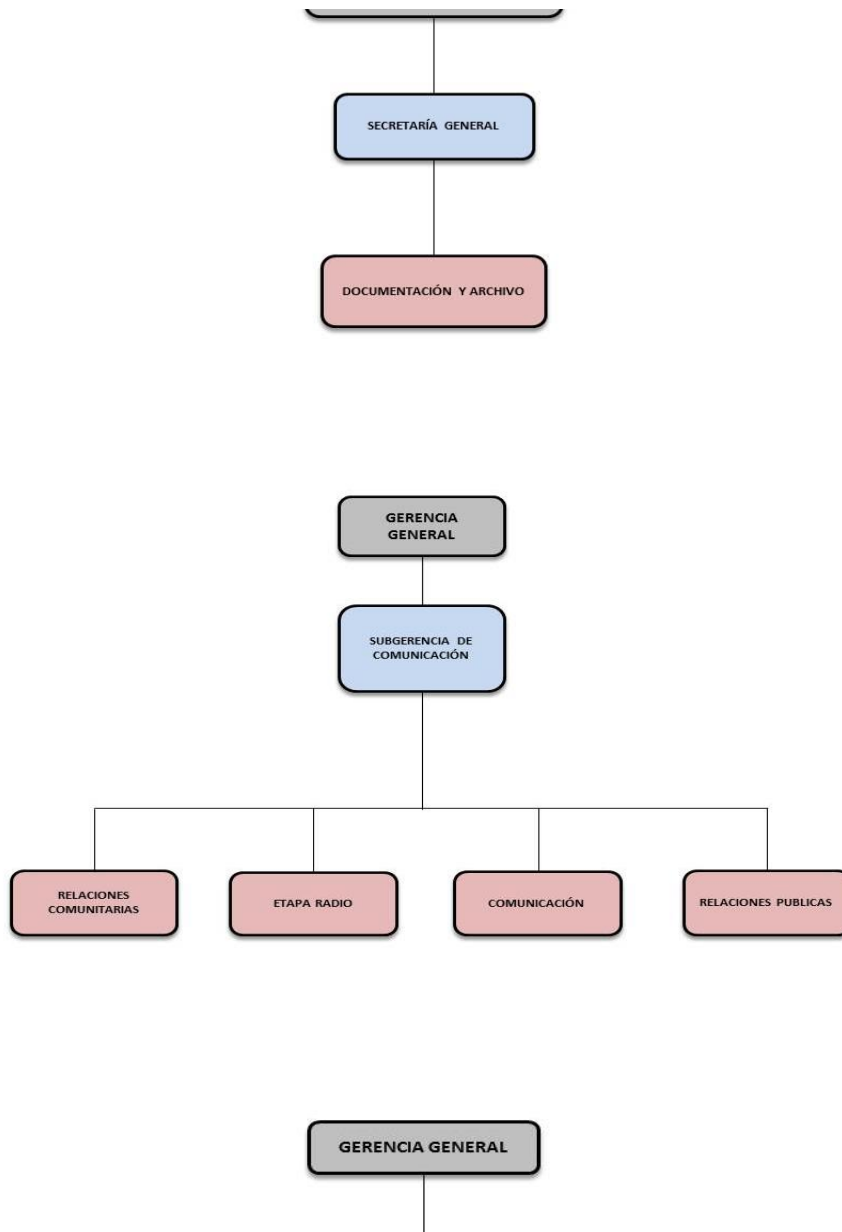 SECRETARÍA GENERAL
DOCUMENTACIÓN Y ARCHIVO
GERENCIA
GENERAL
SUBGERENCIA DE
COMUNICACIÓN
RELACIONES
COMUNITARIAS
ETAPA RADIO
COMUNICACIÓN
RELACIONES PUBLICAS
GERENCIA GENERAL